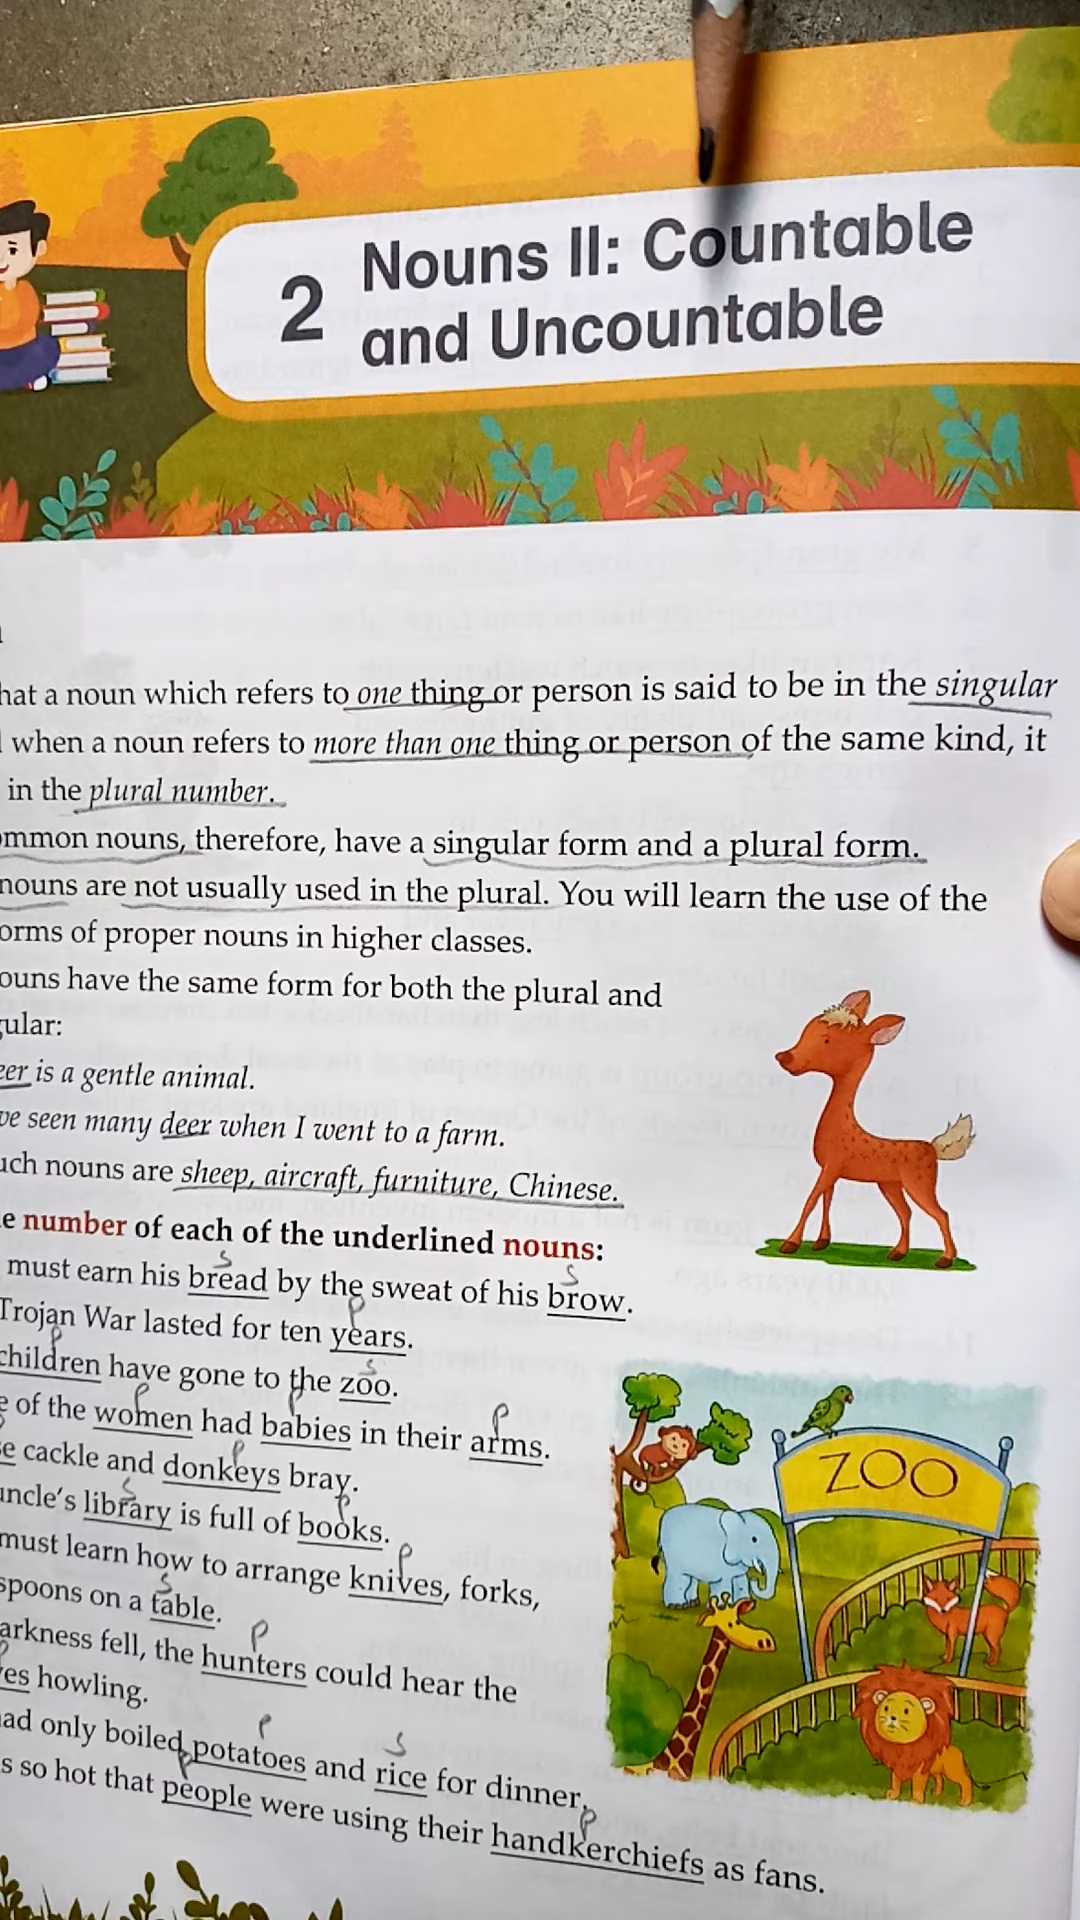 2 Nouns II: Countable
and Uncountable
hat a noun which refers to one thing or person is said to be in the singular
when a noun refers to more than one thing or person of the same kind, it
in the plural number.
ommon nouns, therefore, have a singular form and a plural form.
nouns are not usually used in the plural. You will learn the use of the
orms of proper nouns in higher classes.
ouns have the same form for both the plural and
gular:
eer is a gentle animal.
ve seen many deer when I went to a farm.
uch nouns are sheep, aircraft, furniture, Chinese.
e number of each of the underlined nouns:
S S
must earn his bread by the sweat of his brow.
P
Trojan War lasted for ten years.
P S
children have gone to the zoo.
P P P
e of the women had babies in their arms.
P
se cackle and donkeys bray.
S P
uncle's library is full of books.
P
must learn how to arrange knives, forks,
S
spoons on a table.
P
arkness fell, the hunters could hear the
ves howling.
P S
had only boiled potatoes and rice for dinner.
P P
s so hot that people were using their handkerchiefs as fans.
ZOO